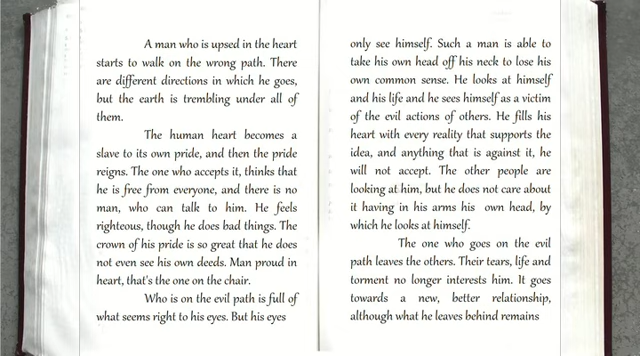 A man who is upsed in the heart
starts to walk on the wrong path. There
are different directions in which he goes,
but the earth is trembling under all of
them.
The human heart becomes a
slave to its own pride, and then the pride
reigns. The one who accepts it, thinks that
he is free from everyone, and there is no
man, who can talk to him. He feels
righteous, though he does bad things. The
crown of his pride is so great that he does
not even see his own deeds. Man proud in
heart, that's the one on the chair.
Who is on the evil path is full of
what seems right to his eyes. But his eyes
only see himself. Such a man is able to
take his own head off his neck to lose his
own common sense. He looks at himself
and his life and he sees himself as a victim
of the evil actions of others. He fills his
heart with every reality that supports the
idea, and anything that is against it, he
will not accept. The other people are
looking at him, but he does not care about
it having in his arms his own head, by
which he looks at himself.
The one who goes on the evil
path leaves the others. Their tears, life and
torment no longer interests him. It goes
towards a new, better relationship,
although what he leaves behind remains